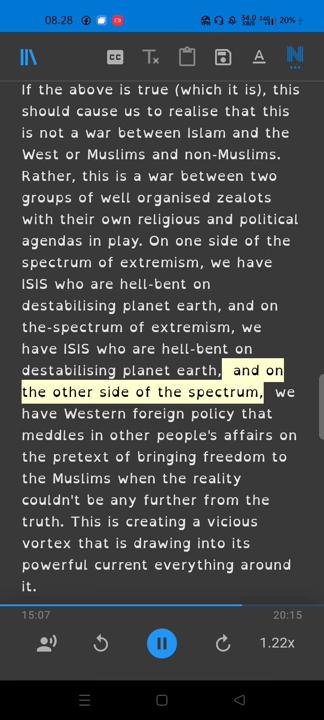 08.28
34.0
KB/S
20%
CC
If the above is true (which it is), this
should cause us to realise that this
is not a war between Islam and the
West or Muslims and non-Muslims.
Rather, this is a war between two
groups of well organised zealots
with their own religious and political
agendas in play. On one side of the
spectrum of extremism, we have
ISIS who are hell-bent on
destabilising planet earth, and on
the-spectrum of extremism, we
have ISIS who are hell-bent on
destabilising planet earth, and on
the other side of the spectrum, we
have Western foreign policy that
meddles in other people's affairs on
the pretext of bringing freedom to
the Muslims when the reality
couldn't be any further from the
truth. This is creating a vicious
vortex that is drawing into its
powerful current everything around
it.
15:07
20:15
1.22x